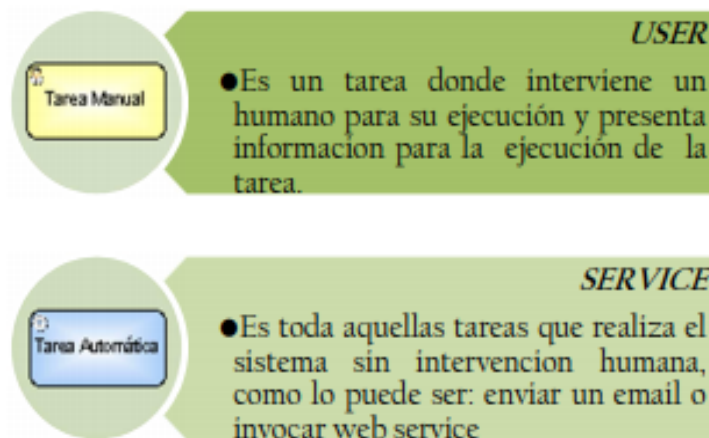 USER
Tarea Manual
●Es un tarea donde interviene un
humano para su ejecución y presenta
informacion para la ejecución de la
tarea.
SERVICE
Tarea Automática
●Es toda aquellas tareas que realiza el
sistema sin intervencion humana,
como lo puede ser: enviar un email o
invocar web service